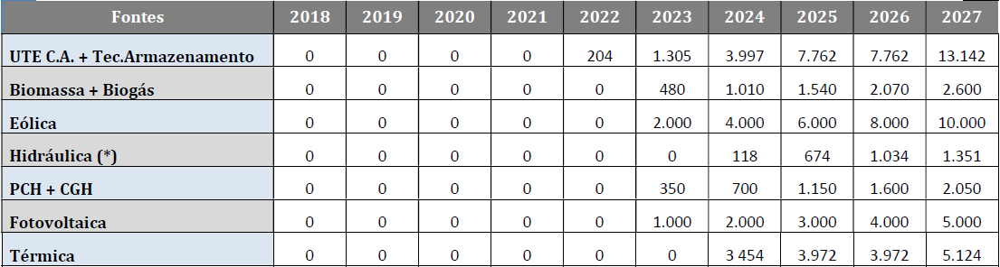 Fontes 2018 2019 2020 2021 2022 2023 2024 2025 2026 2027
UTE C.A. + Tec.Armazenamento 0 0 0 0 204 1.305 3.997 7.762 7.762 13.142
Biomassa + Biogás 0 0 0 0 0 480 1.010 1.540 2.070 2.600
Eólica 0 0 0 0 0 2.000 4.000 6.000 8.000 10.000
Hidráulica (*) 0 0 0 0 0 0 118 674 1.034 1.351
PCH + CGH 0 0 0 0 0 350 700 1.150 1.600 2.050
Fotovoltaica 0 0 0 0 0 1.000 2.000 3.000 4.000 5.000
Térmica 0 0 0 0 0 0 3 454 3.972 3.972 5.124